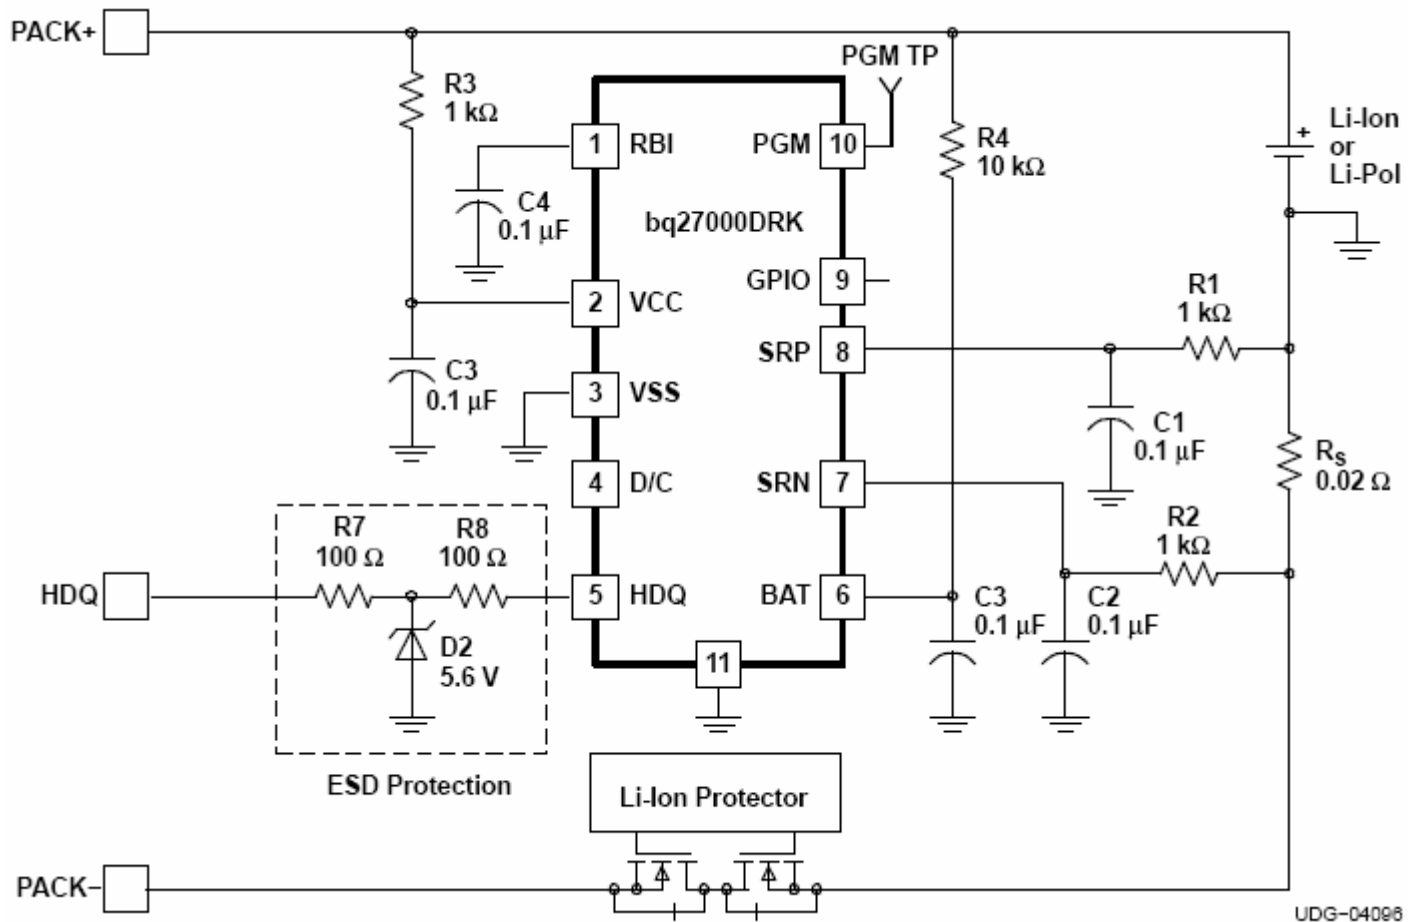 PACK+
PGM TP
R3
1 kΩ
Li-Ion
or
Li-Pol
+
1
RBI
PGM
10
R4
10 kΩ
C4
0.1 µF
bq27000DRK
GPIO
9
R1
1 kΩ
2
VCC
SRP
8
C3
0.1 µF
3
VSS
C1
0.1 µF
RS
0.02 Ω
4
D/C
SRN
7
R7
100 Ω
R8
100 Ω
R2
1 kΩ
HDQ
5
HDQ
BAT
6
C3
0.1 µF
C2
0.1 µF
D2
5.6 V
11
ESD Protection
Li-Ion Protector
PACK−
UDG−04096